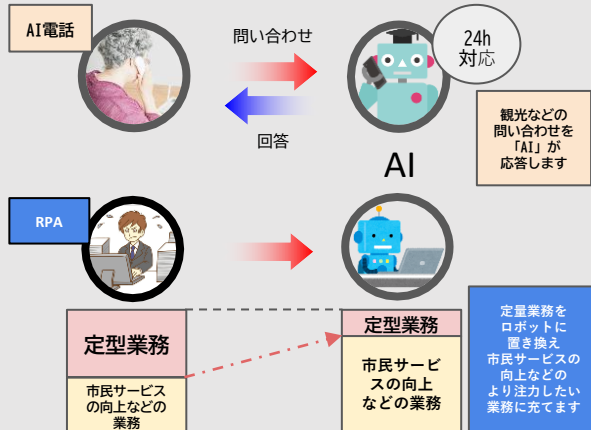 AI電話
問い合わせ
24h
対応
回答
観光などの
問い合わせを
「AI」が
応答します
AI
RPA
定型業務
市民サービス
の向上などの
業務
定型業務
市民サービ
スの向上
などの業務
定量業務を
ロボットに
置き換え
市民サービスの
向上などの
より注力したい
業務に充てます